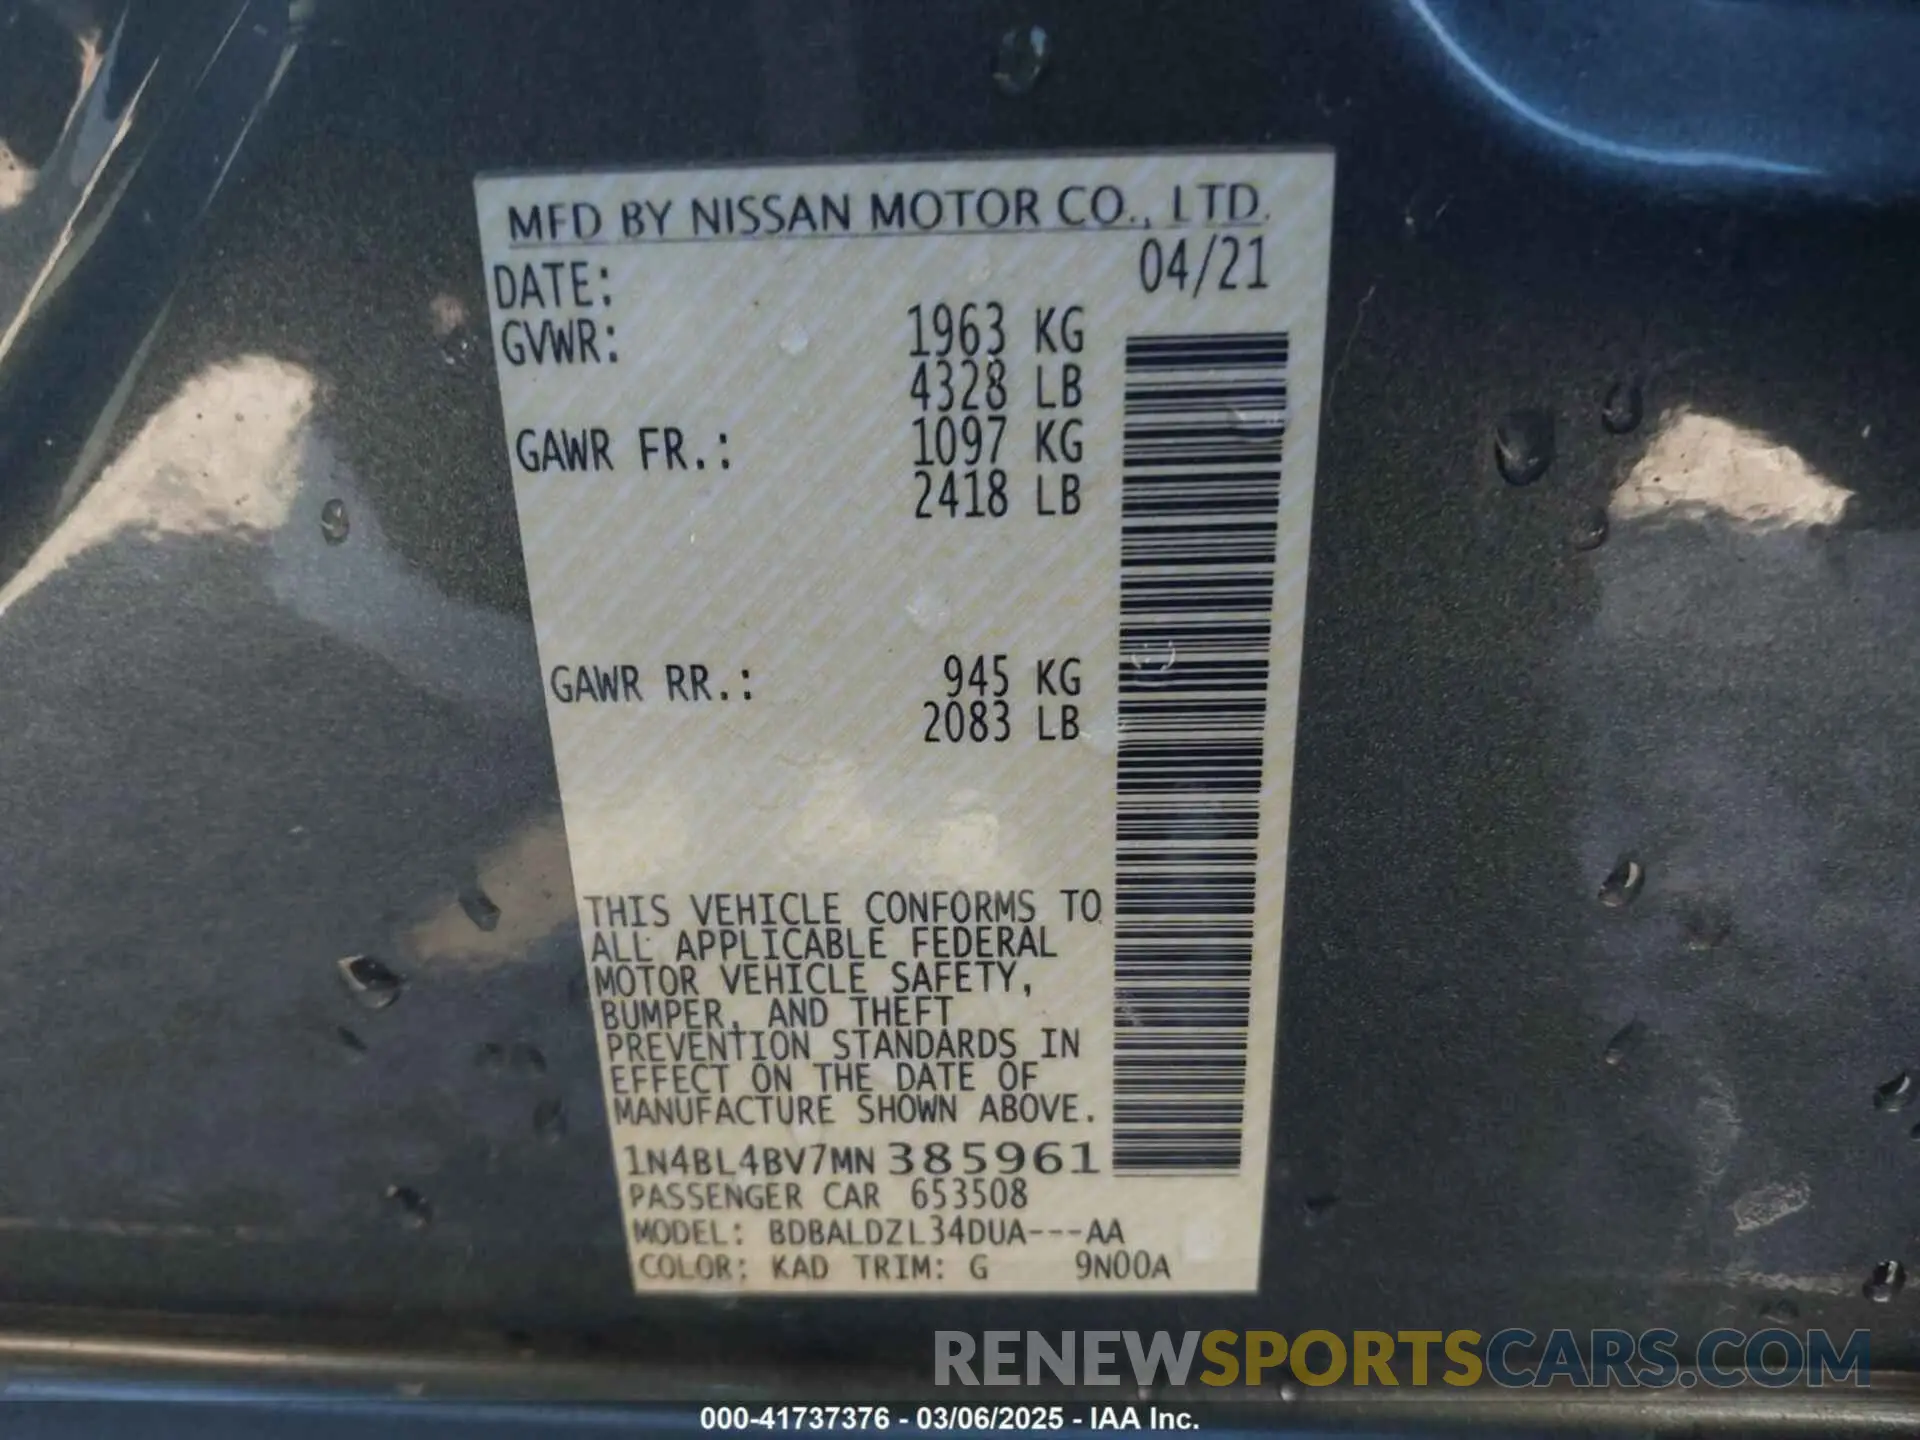 MFD BY NISSAN MOTOR CO., LTD.
DATE: 04/21
GVWR: 1963 KG
4328 LB
GAWR FR.: 1097 KG
2418 LB
GAWR RR.: 945 KG
2083 LB
THIS VEHICLE CONFORMS TO
ALL APPLICABLE FEDERAL
MOTOR VEHICLE SAFETY,
BUMPER, AND THEFT
PREVENTION STANDARDS IN
EFFECT ON THE DATE OF
MANUFACTURE SHOWN ABOVE.
1N4BL4BV7MN385961
PASSENGER CAR 653508
MODEL: BDBALDZL34DUA---AA
COLOR: KAD TRIM: G 9N00A
RENEWSPORTSCARS.COM
000-41737376 - 03/06/2025 - IAA Inc.